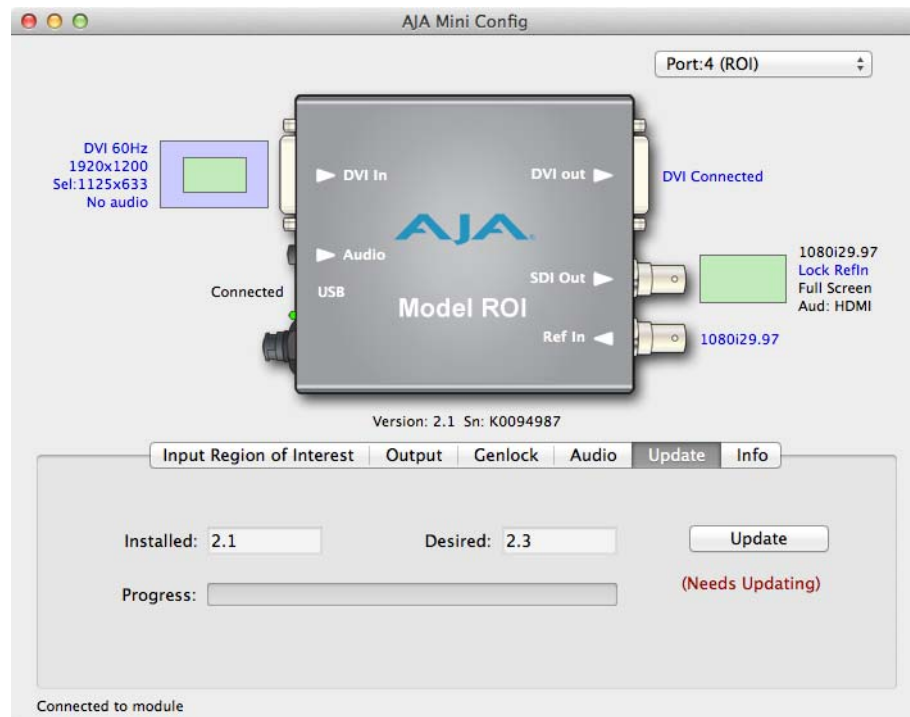 AJA Mini Config
Port:4 (ROI)
DVI 60Hz
1920x1200
Sel:1125x633
No audio
DVI In
DVI out
DVI Connected
AJA
Audio
Connected
USB
SDI Out
Model ROI
Ref In
1080i29.97
Lock RefIn
Full Screen
Aud: HDMI
1080i29.97
Version: 2.1 Sn: K0094987
Input Region of Interest
Output
Genlock
Audio
Update
Info
Installed: 2.1
Desired: 2.3
Update
Progress:
(Needs Updating)
Connected to module